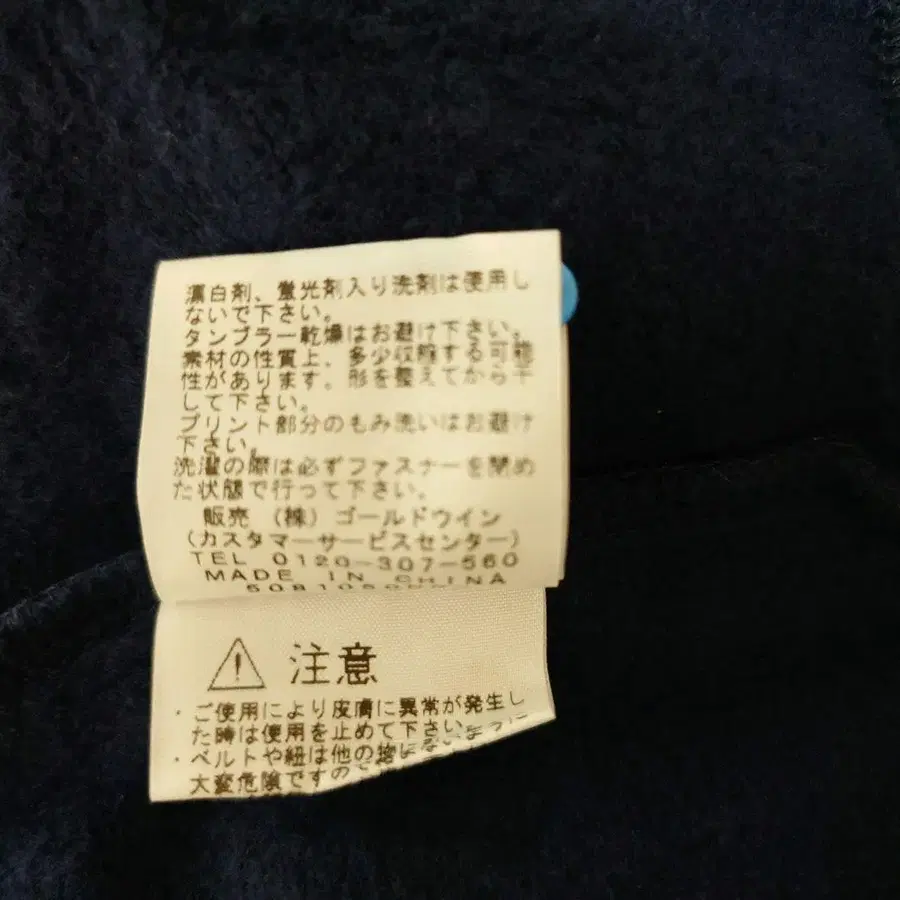 漂白剤、蛍光剤入り洗剤は使用し
ないで下さい。
タンブラー乾燥はお避け下さい。
素材の性質上、多少収縮する可能
性があります。形を整えてから干
して下さい。
プリント部分のもみ洗いはお避け
下さい。
洗濯の際は必ずファスナーを閉め
た状態で行って下さい。
販売 (株) ゴールドウイン
(カスタマーサービスセンター)
TEL 0120-307-560
MADE IN CHINA
注意
・ご使用により皮膚に異常が発生し
た時は使用を止めて下さい。
・ベルトや紐は他の物に
大変危険ですの